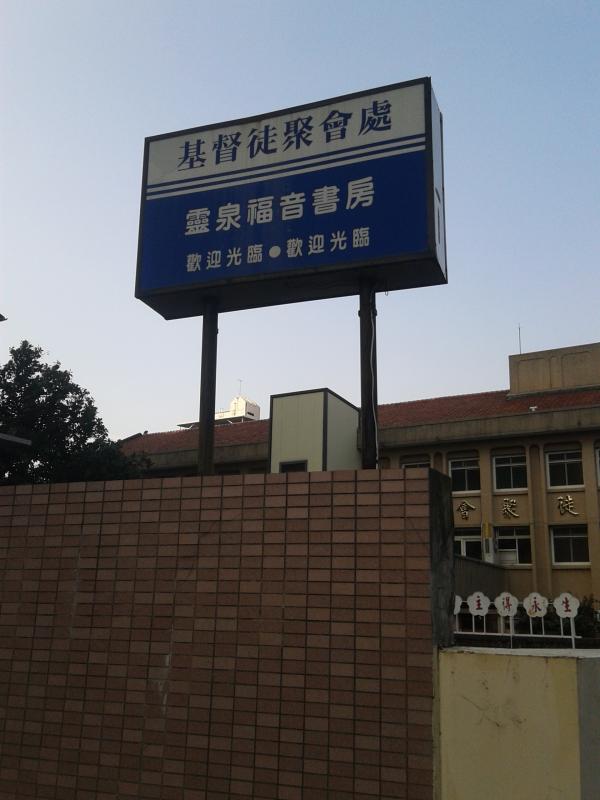 基督徒聚會處
靈泉福音書房
歡迎光臨●歡迎光臨
會聚徒
主得永生